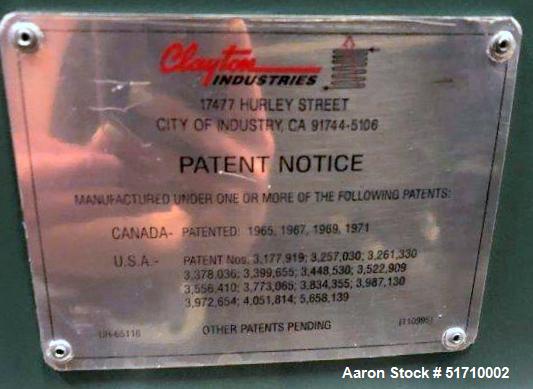 Clayton
INDUSTRIES
17477 HURLEY STREET
CITY OF INDUSTRY, CA 91744-5106
PATENT NOTICE
MANUFACTURED UNDER ONE OR MORE OF THE FOLLOWING PATENTS:
CANADA- PATENTED: 1965, 1967, 1969, 1971
U.S.A.- PATENT Nos. 3,177,919; 3,257,030; 3,261,330
3,378,036; 3,399,655; 3,448,530; 3,522,909
3,556,410; 3,773,065; 3,834,355; 3,987,130
3,972,654; 4,051,814; 5,658,139
UH-65116 OTHER PATENTS PENDING
Aaron Stock # 51710002